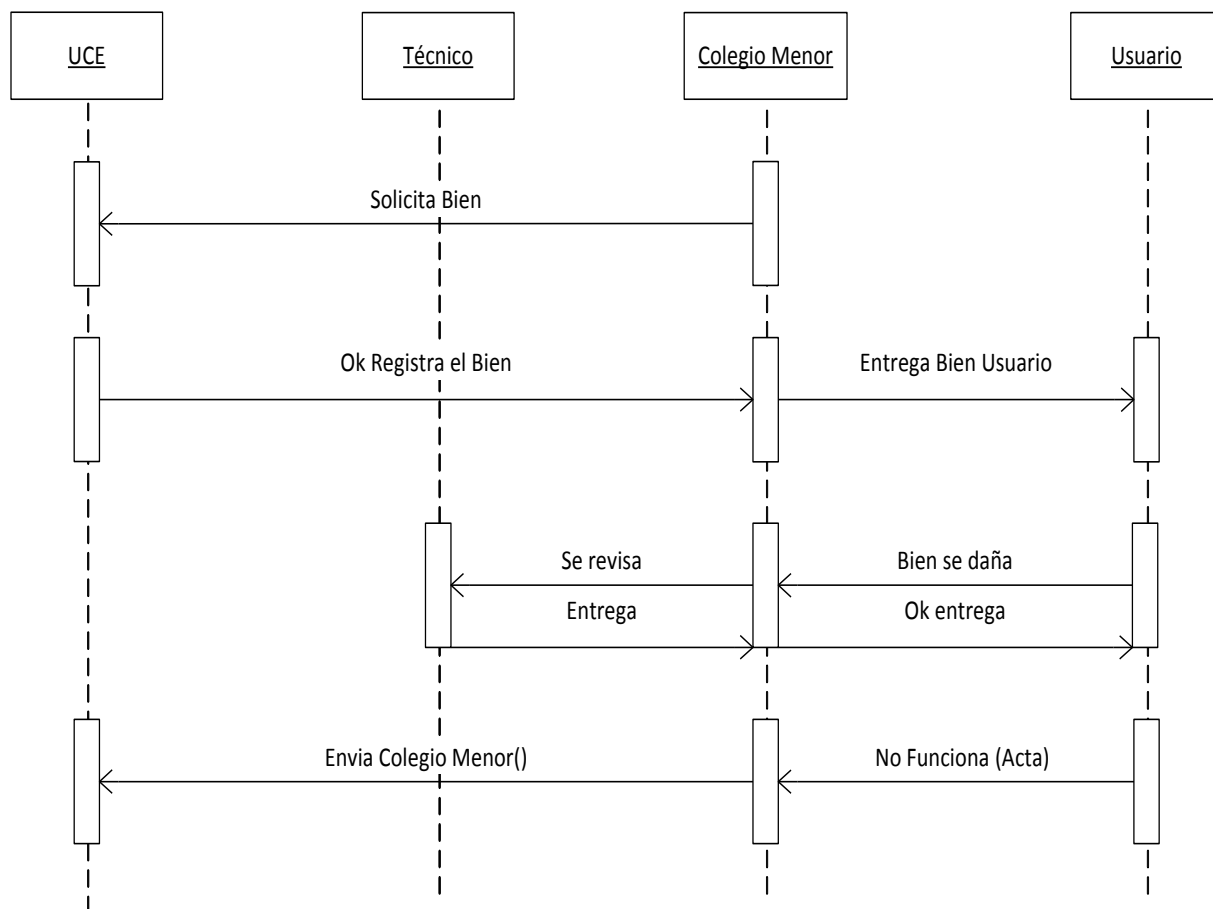 UCE
Técnico
Colegio Menor
Usuario
Solicita Bien
Ok Registra el Bien
Entrega Bien Usuario
Se revisa
Bien se daña
Entrega
Ok entrega
Envia Colegio Menor()
No Funciona (Acta)